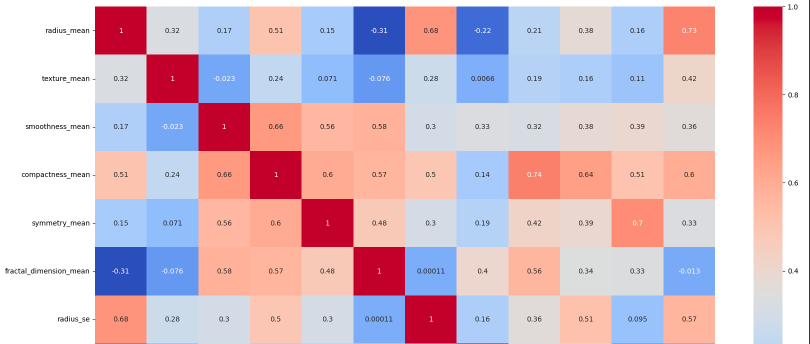 radius_mean 1 0.32 0.17 0.51 0.15 -0.31 0.68 -0.22 0.21 0.38 0.16 0.73
texture_mean 0.32 1 -0.023 0.24 0.071 -0.076 0.28 0.0066 0.19 0.16 0.11 0.42
smoothness_mean 0.17 -0.023 1 0.66 0.56 0.58 0.3 0.33 0.32 0.38 0.39 0.36
compactness_mean 0.51 0.24 0.66 1 0.6 0.57 0.5 0.14 0.74 0.64 0.51 0.6
symmetry_mean 0.15 0.071 0.56 0.6 1 0.48 0.3 0.19 0.42 0.39 0.7 0.33
fractal_dimension_mean -0.31 -0.076 0.58 0.57 0.48 1 0.00011 0.4 0.56 0.34 0.33 -0.013
radius_se 0.68 0.28 0.3 0.5 0.3 0.00011 1 0.16 0.36 0.51 0.095 0.57
1.0
0.8
0.6
0.4